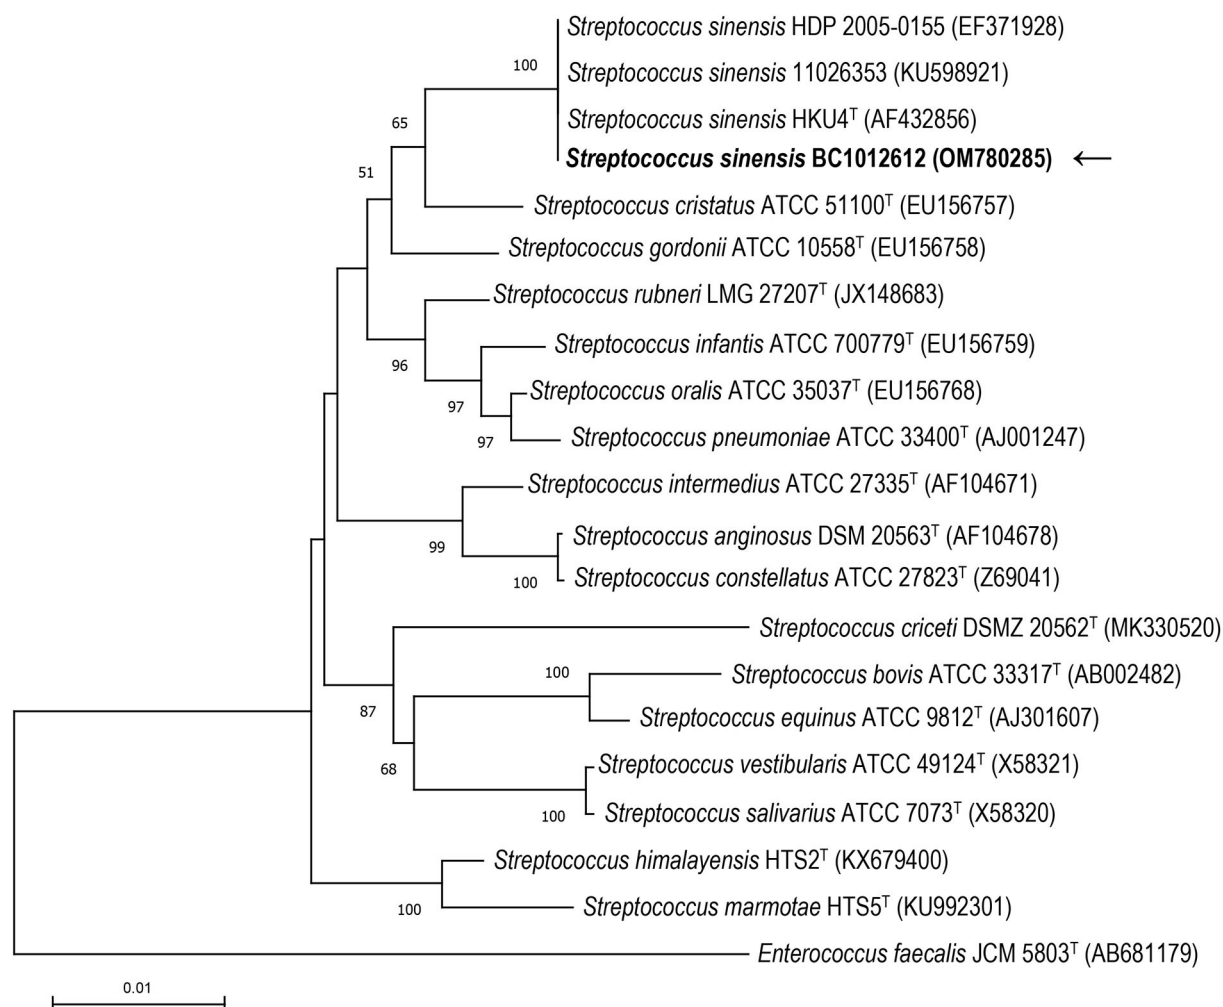 Streptococcus sinensis HDP 2005-0155 (EF371928)
100
Streptococcus sinensis 11026353 (KU598921)
Streptococcus sinensis HKU4ᵀ (AF432856)
65
Streptococcus sinensis BC1012612 (OM780285) ←
51
Streptococcus cristatus ATCC 51100ᵀ (EU156757)
Streptococcus gordonii ATCC 10558ᵀ (EU156758)
Streptococcus rubneri LMG 27207ᵀ (JX148683)
Streptococcus infantis ATCC 700779ᵀ (EU156759)
96
Streptococcus oralis ATCC 35037ᵀ (EU156768)
97
Streptococcus pneumoniae ATCC 33400ᵀ (AJ001247)
97
Streptococcus intermedius ATCC 27335ᵀ (AF104671)
Streptococcus anginosus DSM 20563ᵀ (AF104678)
99
Streptococcus constellatus ATCC 27823ᵀ (Z69041)
100
Streptococcus criceti DSMZ 20562ᵀ (MK330520)
100
Streptococcus bovis ATCC 33317ᵀ (AB002482)
87
Streptococcus equinus ATCC 9812ᵀ (AJ301607)
68
Streptococcus vestibularis ATCC 49124ᵀ (X58321)
100
Streptococcus salivarius ATCC 7073ᵀ (X58320)
Streptococcus himalayensis HTS2ᵀ (KX679400)
100
Streptococcus marmotae HTS5ᵀ (KU992301)
Enterococcus faecalis JCM 5803ᵀ (AB681179)
0.01